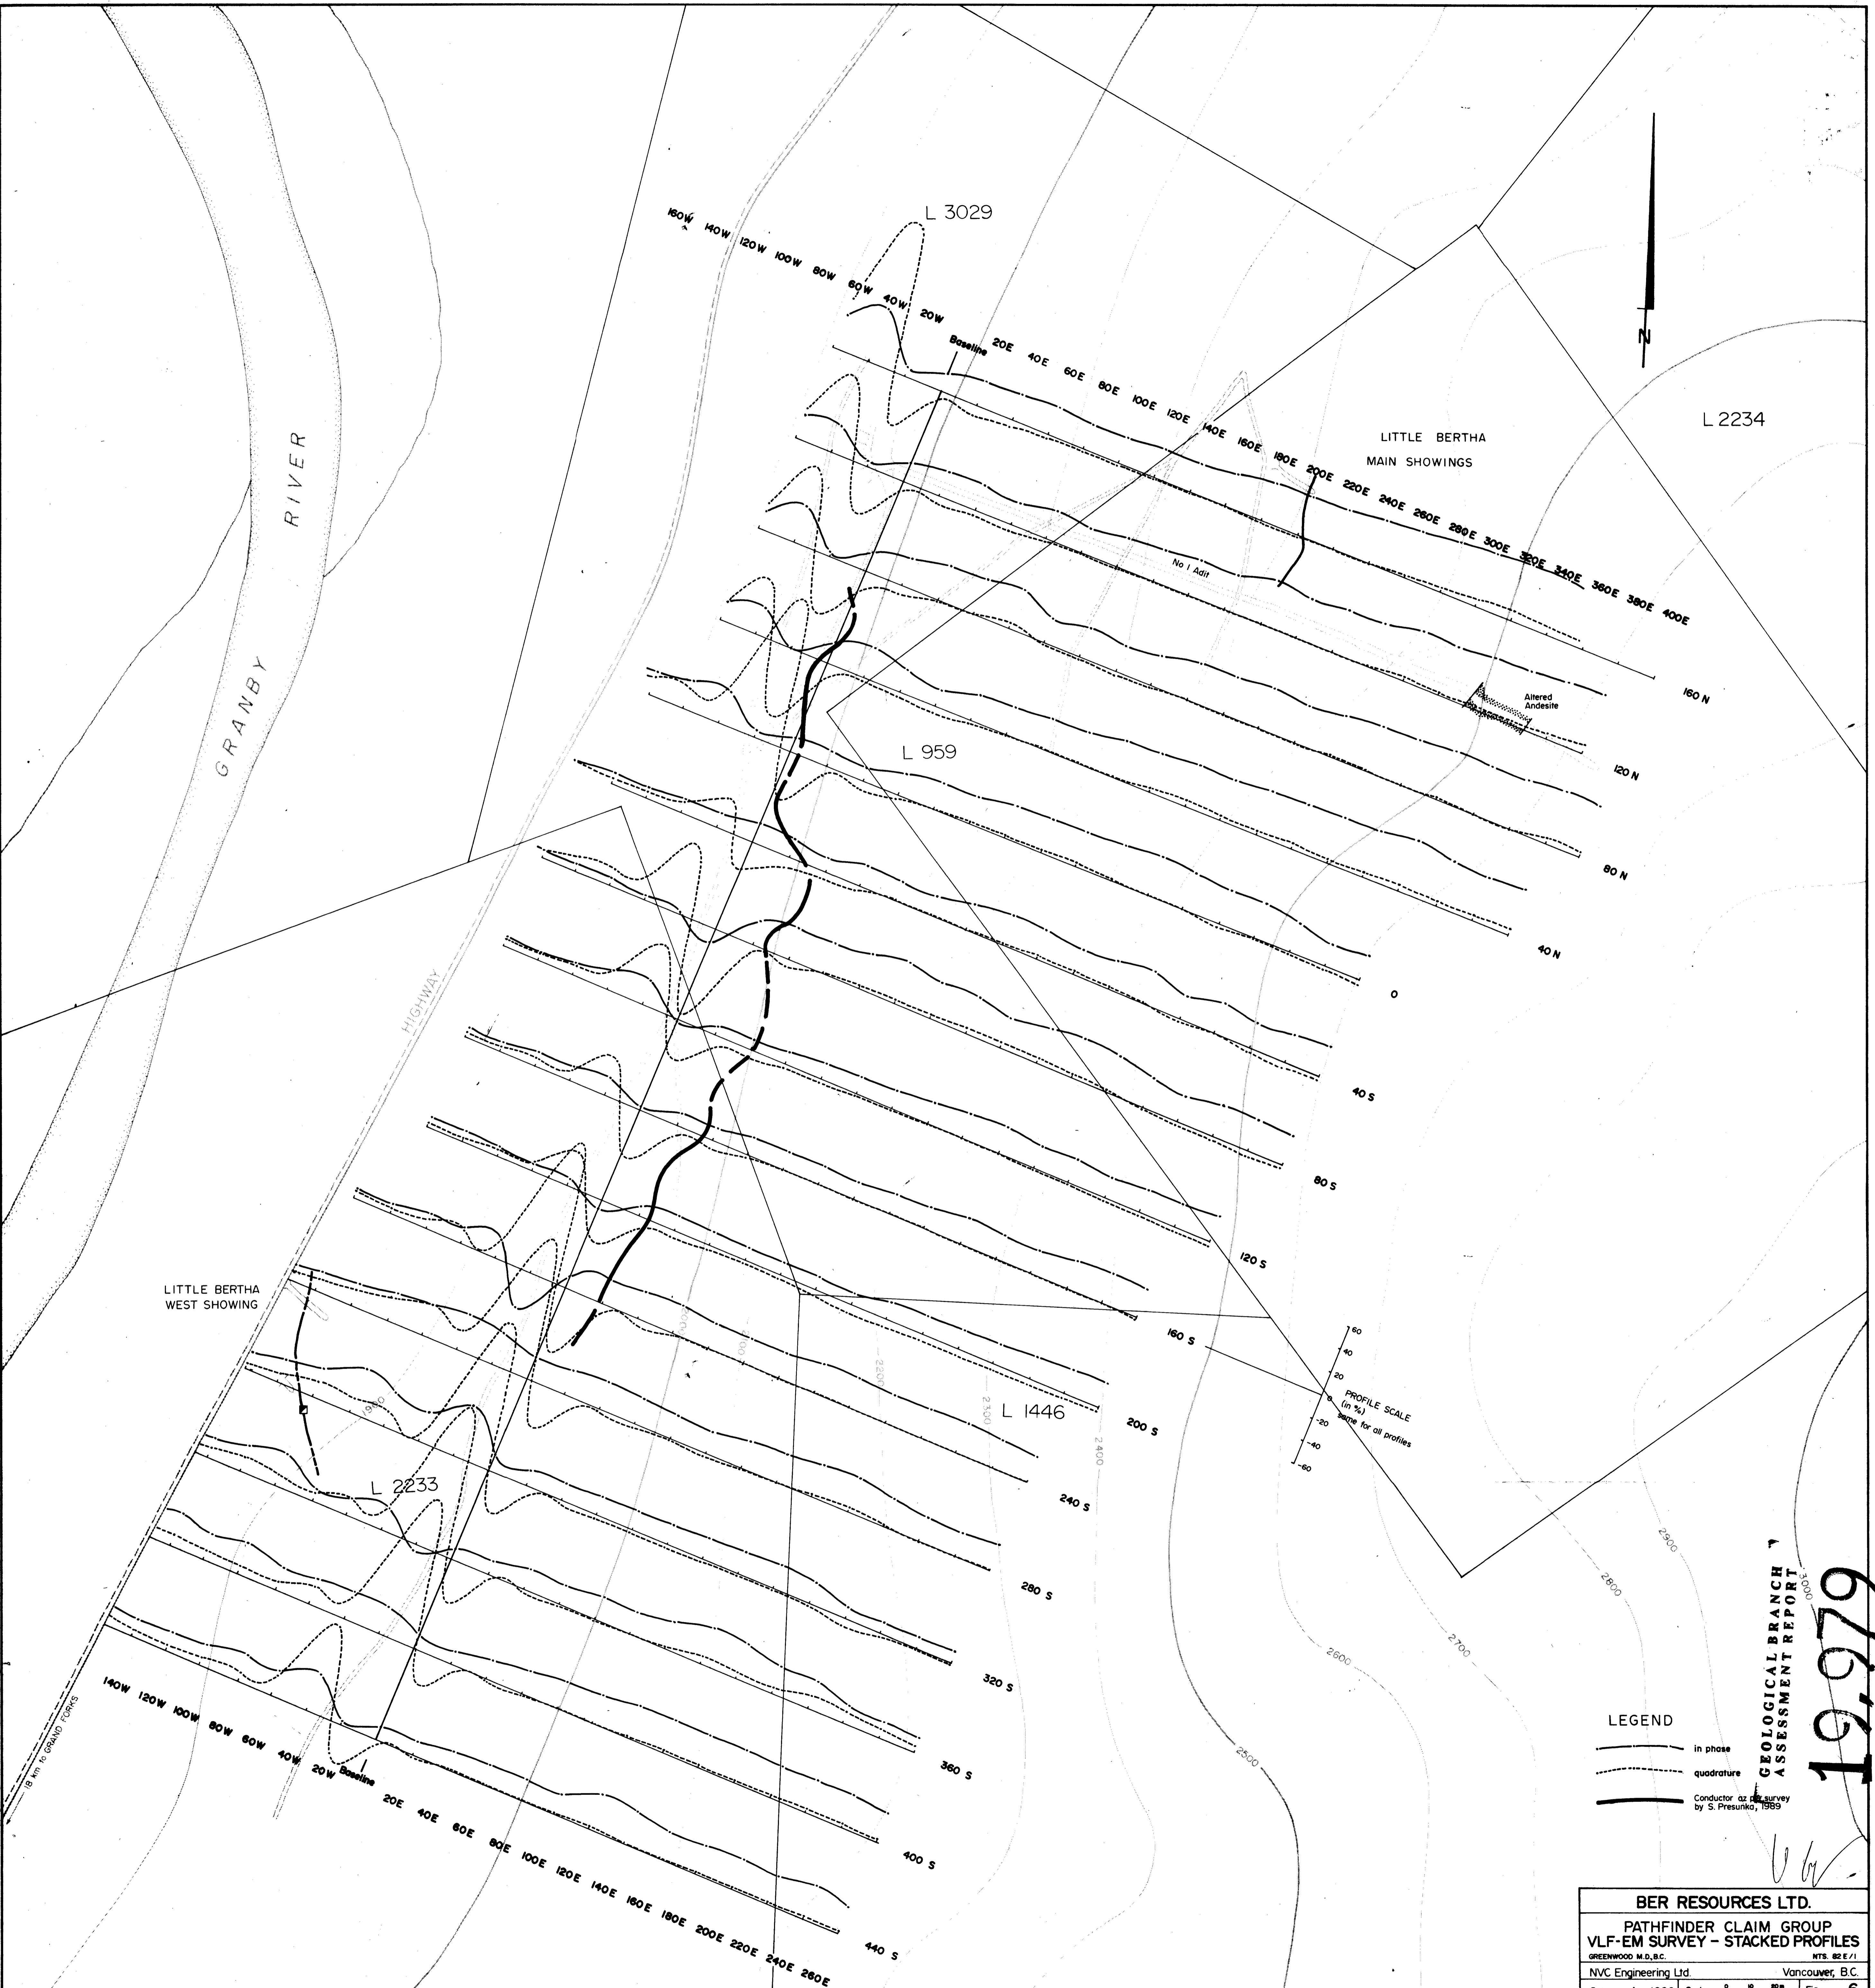 L 3029
160W 140W 120W 100W 80W 60W 40W 20W
Baseline
20E 40E 60E 80E 100E 120E 140E 160E 180E 200E 220E 240E 260E 280E 300E 320E 340E 360E 380E 400E
N
L 2234
LITTLE BERTHA
MAIN SHOWINGS
GRANBY RIVER
No 1 Adit
160 N
Altered
Andesite
120 N
L 959
80 N
40 N
0
HIGHWAY
40 S
80 S
120 S
LITTLE BERTHA
WEST SHOWING
160 S
60
40
20
0
-20
-40
-60
PROFILE SCALE
(in %)
same for all profiles
2200
2300
2400
L 1446
200 S
1900
L 2233
240 S
280 S
320 S
360 S
400 S
440 S
2500
2600
2700
2800
2900
3000
18 km to GRAND FORKS
140W 120W 100W 80W 60W 40W 20W
Baseline
20E 40E 60E 80E 100E 120E 140E 160E 180E 200E 220E 240E 260E
LEGEND
in phase
quadrature
Conductor az per survey
by S. Presunka, 1989
GEOLOGICAL BRANCH
ASSESSMENT REPORT
19,979
BER RESOURCES LTD.
PATHFINDER CLAIM GROUP
VLF-EM SURVEY – STACKED PROFILES
GREENWOOD M.D., B.C. NTS. 82 E/1
NVC Engineering Ltd. Vancouver, B.C.